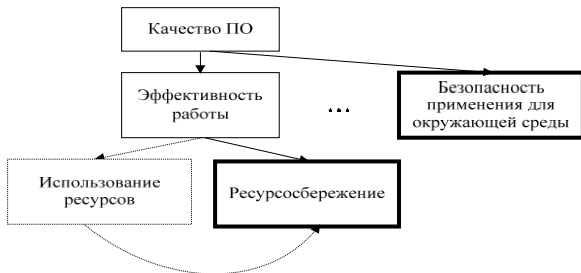 Качество ПО
Эффективность
работы
...
Безопасность
применения для
окружающей среды
Использование
ресурсов
Ресурсосбережение